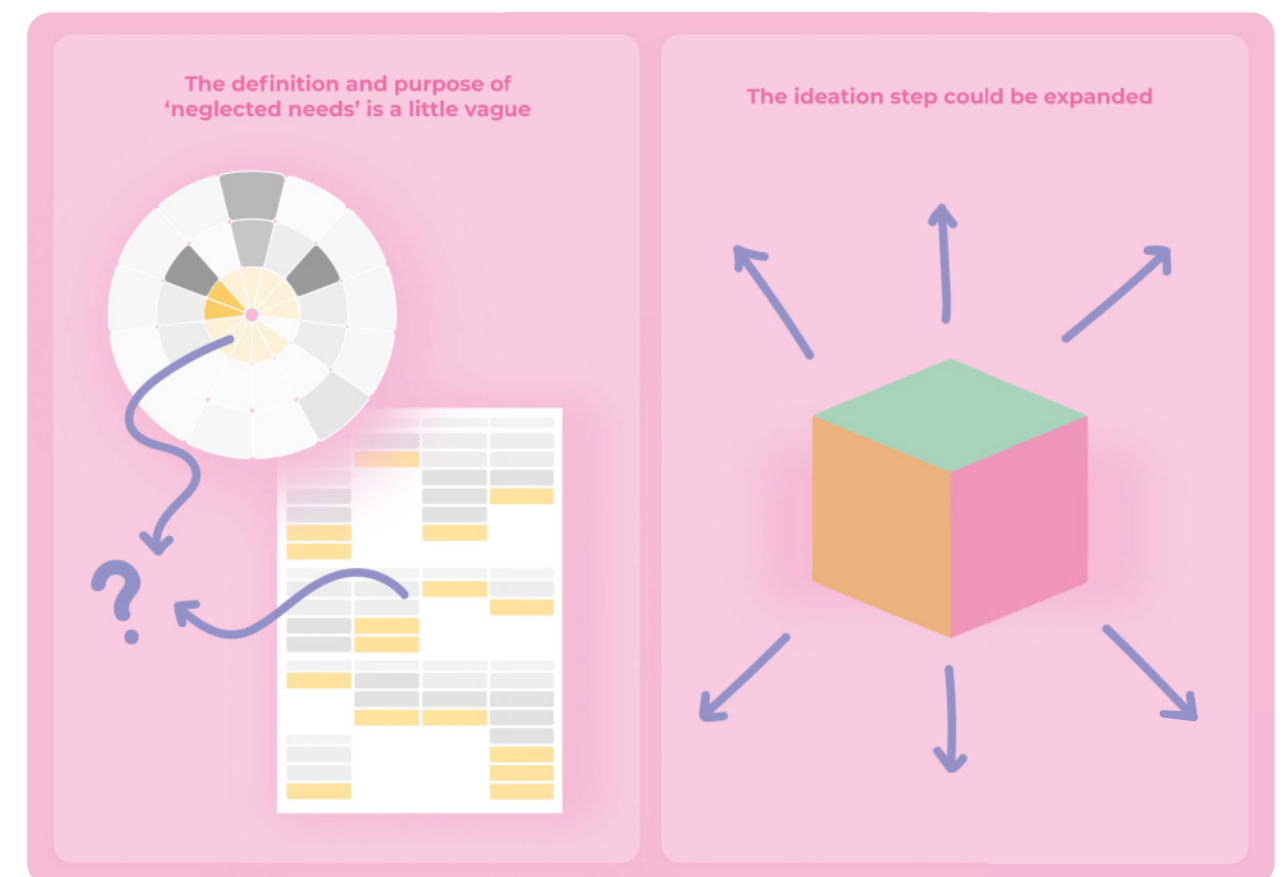 The definition and purpose of
‘neglected needs’ is a little vague
The ideation step could be expanded
?